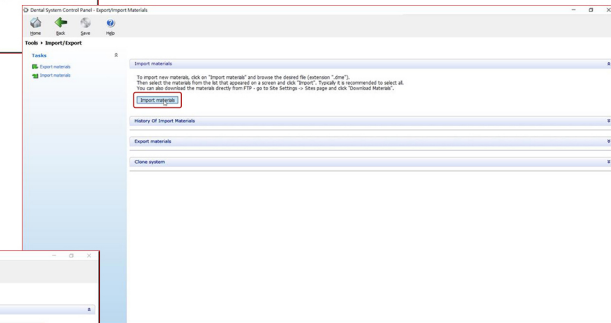 Dental System Control Panel - Export/Import Materials
Home Back Save Help
Tools • Import/Export
Tasks
Export materials
Import materials
Import materials
To import new materials, click on "Import materials" and browse the desired file (extension ".dme").
Then select the materials from the list that appeared on a screen and click "Import". Typically it is recommended to select all.
You can also download the materials directly from FTP - go to Site Settings -> Sites page and click "Download Materials".
Import materials
History Of Import Materials
Export materials
Clone system